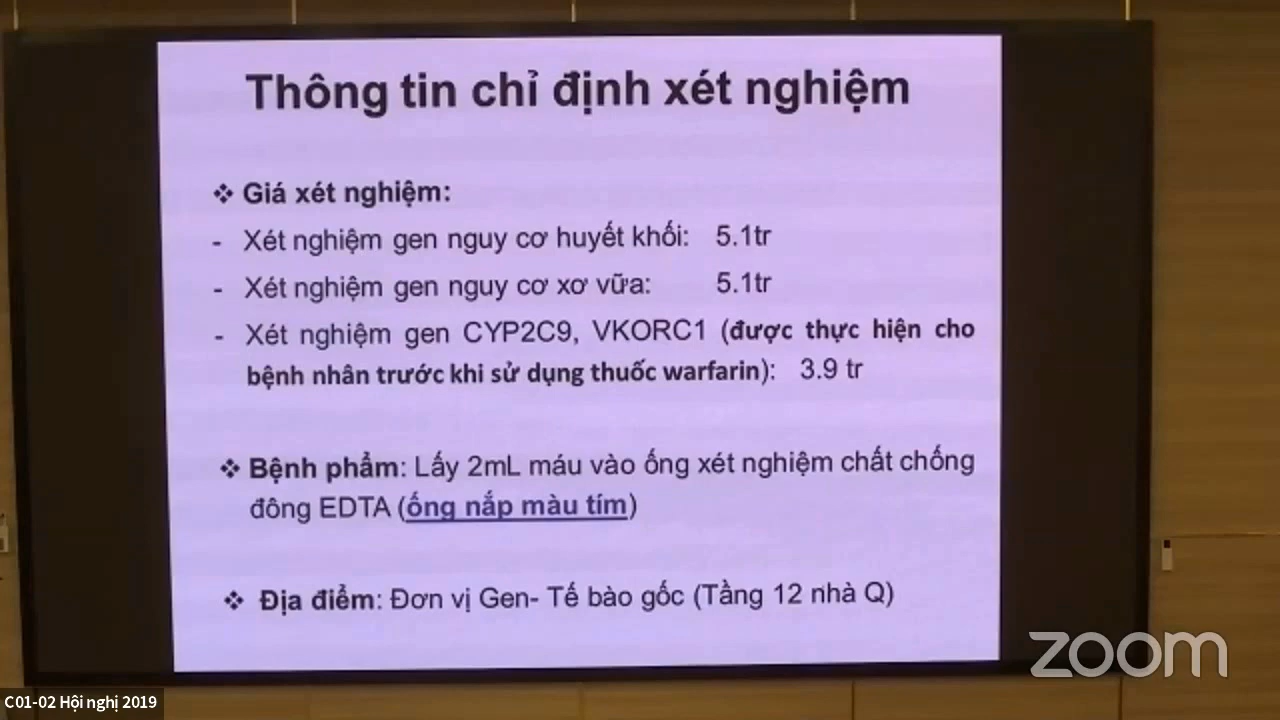 Thông tin chỉ định xét nghiệm
❖ Giá xét nghiệm:
- Xét nghiệm gen nguy cơ huyết khối: 5.1tr
- Xét nghiệm gen nguy cơ xơ vữa: 5.1tr
- Xét nghiệm gen CYP2C9, VKORC1 (được thực hiện cho
bệnh nhân trước khi sử dụng thuốc warfarin): 3.9 tr
❖ Bệnh phẩm: Lấy 2mL máu vào ống xét nghiệm chất chống
đông EDTA (ống nắp màu tím)
❖ Địa điểm: Đơn vị Gen- Tế bào gốc (Tầng 12 nhà Q)
zoom
C01-02 Hội nghị 2019